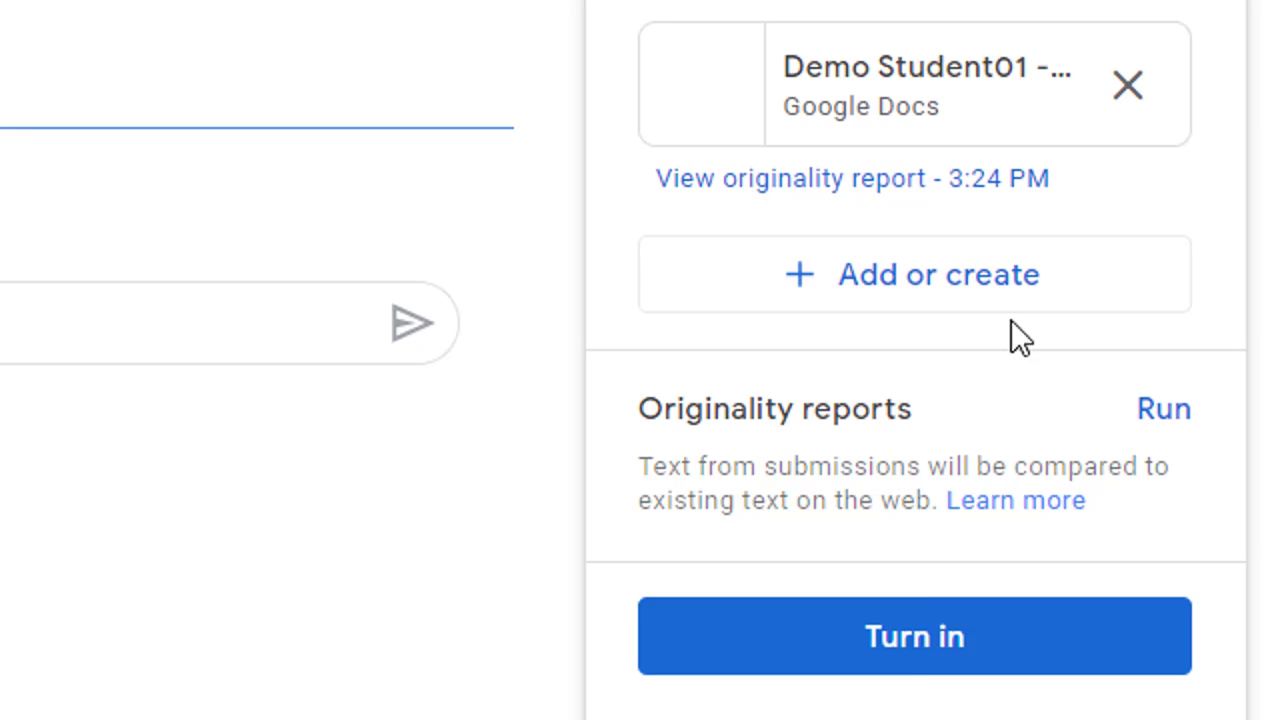 Demo Student01 -...
Google Docs
View originality report - 3:24 PM
+ Add or create
Originality reports
Run
Text from submissions will be compared to
existing text on the web. Learn more
Turn in